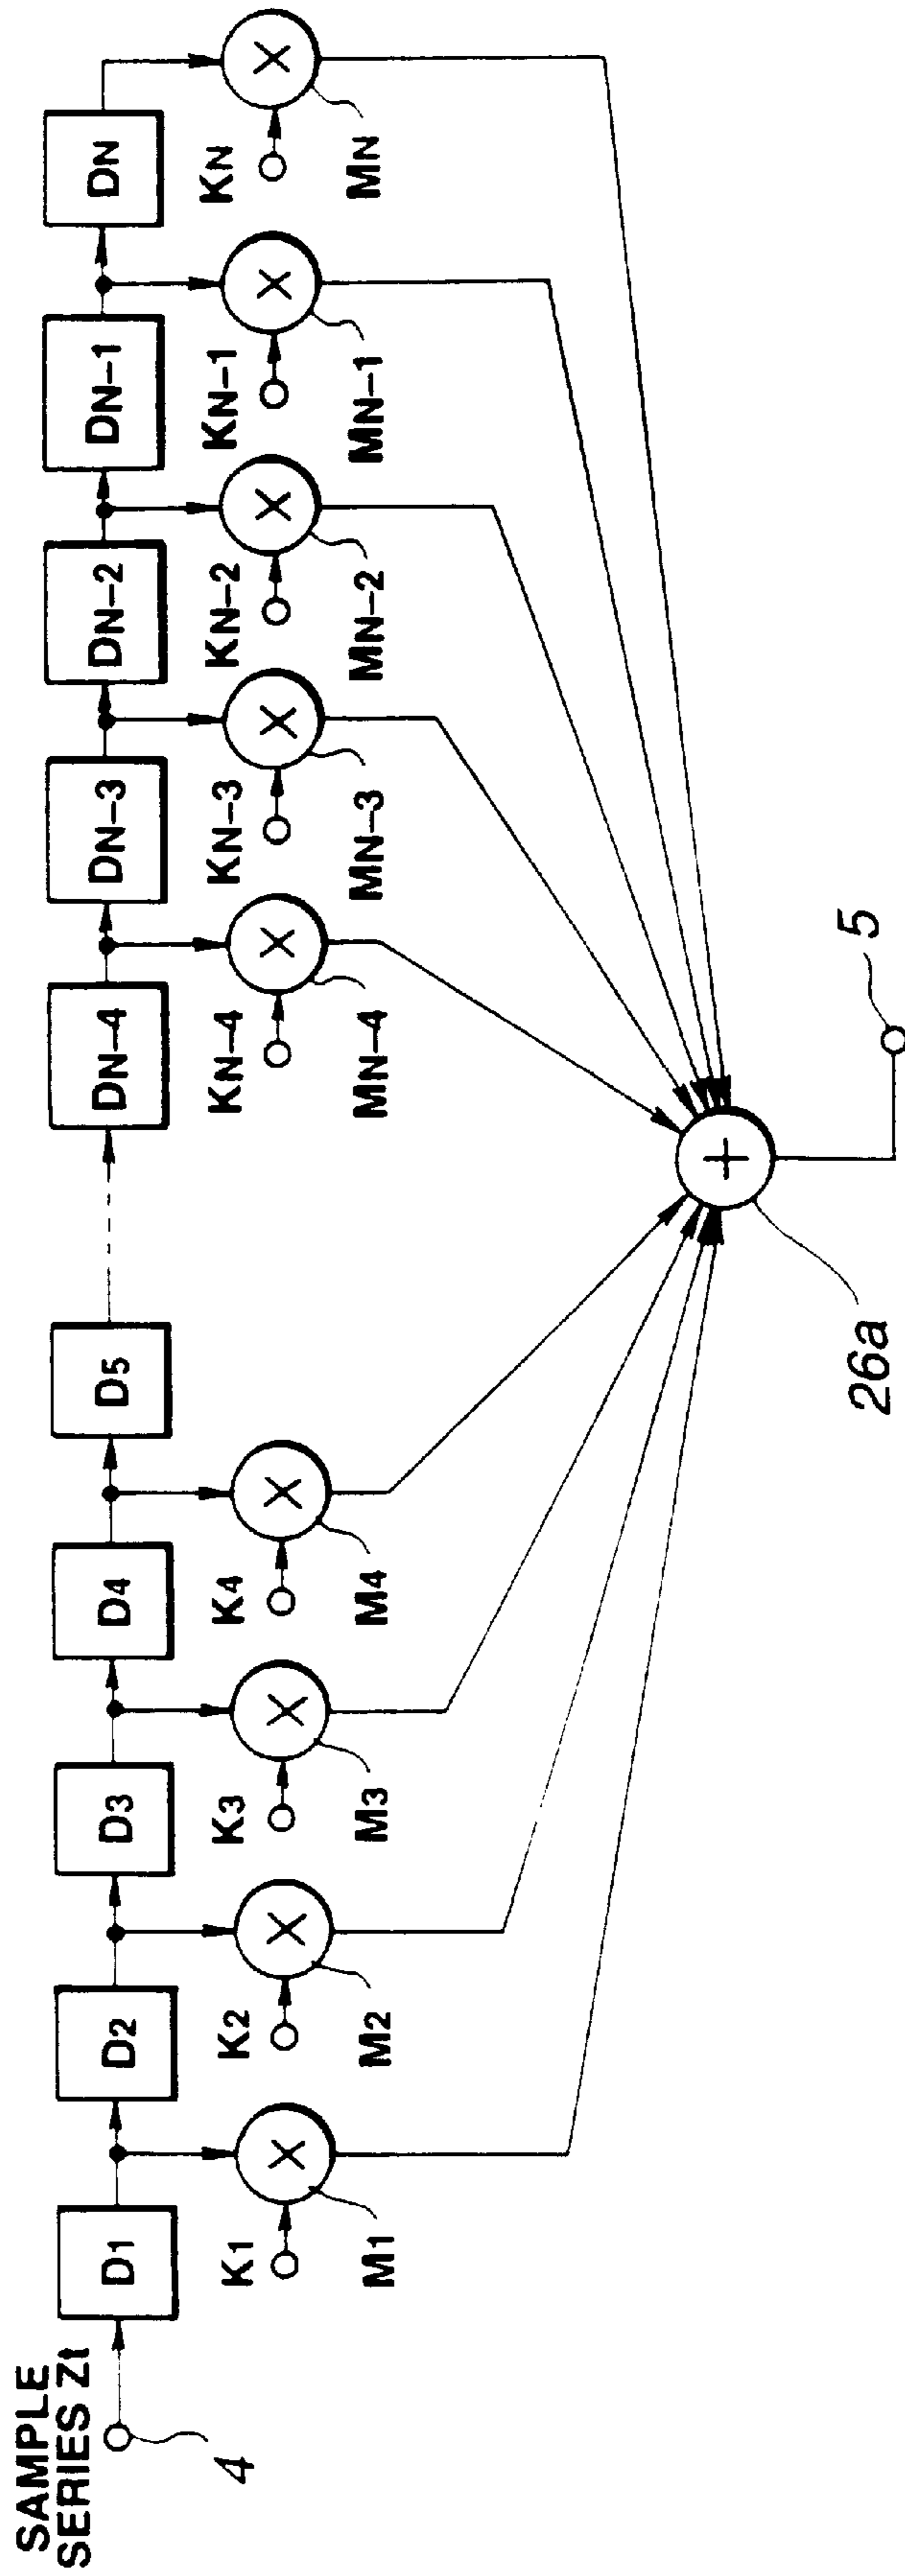 SAMPLE
SERIES Zt
4
D1
D2
D3
D4
D5
DN-4
DN-3
DN-2
DN-1
DN
K1
K2
K3
K4
KN-4
KN-3
KN-2
KN-1
KN
×
×
×
×
×
×
×
×
×
M1
M2
M3
M4
MN-4
MN-3
MN-2
MN-1
MN
+
26a
5